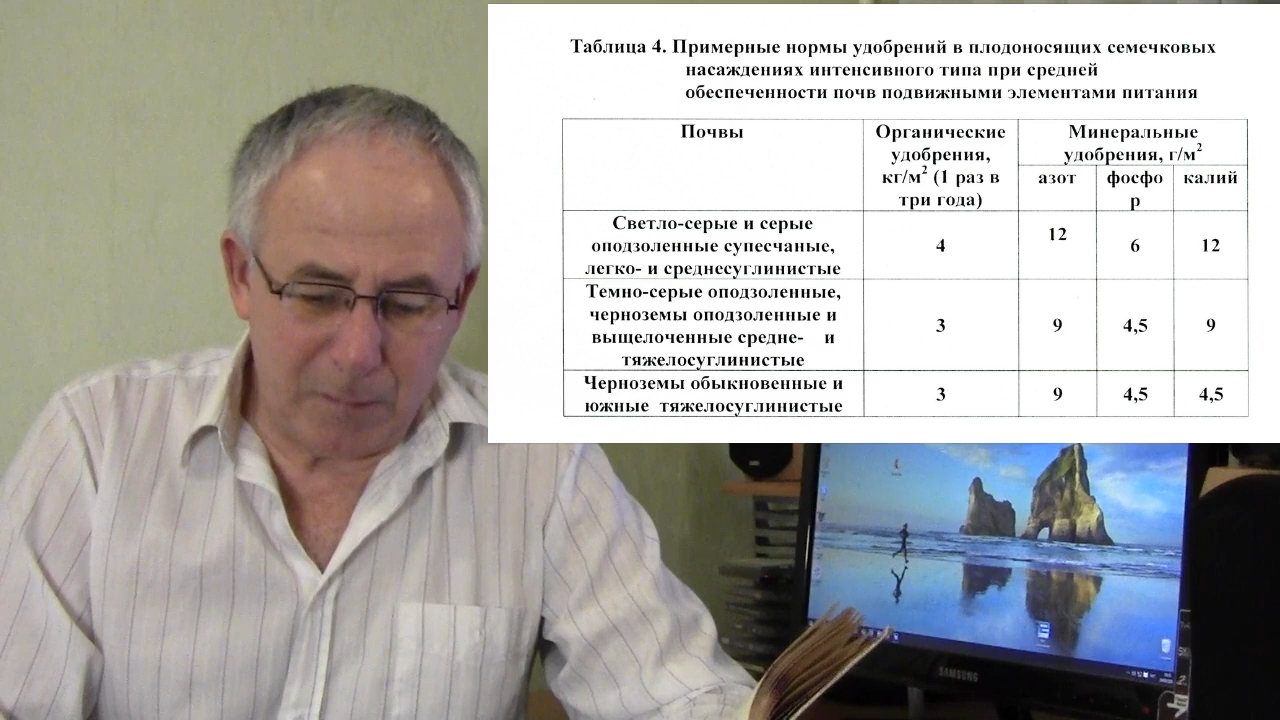 Таблица 4. Примерные нормы удобрений в плодоносящих семечковых
насаждениях интенсивного типа при средней
обеспеченности почв подвижными элементами питания
Почвы
Органические
удобрения,
кг/м² (1 раз в
три года)
Минеральные
удобрения, г/м²
азот
фосфо
р
калий
Светло-серые и серые
оподзоленные супесчаные,
легко- и среднесуглинистые
4
12
6
12
Темно-серые оподзоленные,
черноземы оподзоленные и
выщелоченные средне- и
тяжелосуглинистые
3
9
4,5
9
Черноземы обыкновенные и
южные тяжелосуглинистые
3
9
4,5
4,5
SAMSUNG